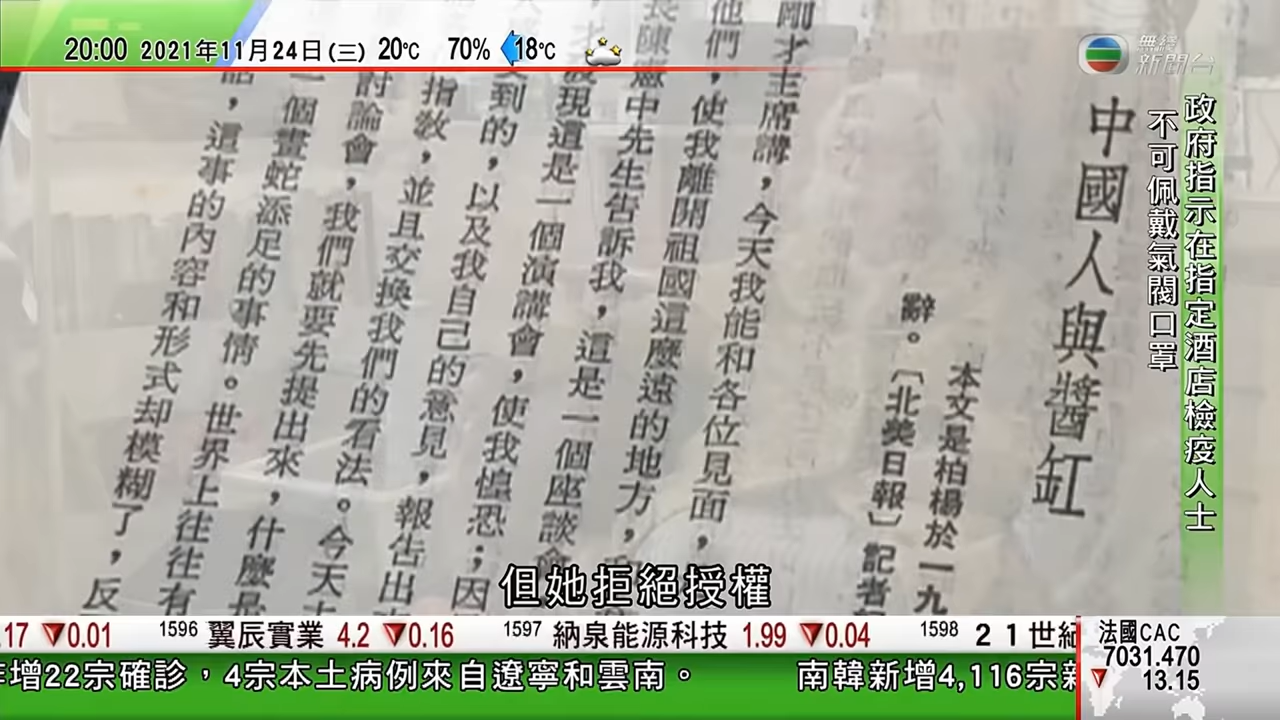 20:00 2021年11月24日(三) 20℃ 70% 18℃
無綫
新聞台
政府指示在指定酒店檢疫人士
不可佩戴氣閥口罩
中國人與醬缸
本文是柏楊於一九
辭。〔北美日報〕記者
剛才主席講，今天我能和各位見面，
他們，使我離開祖國這麼遠的地方，
長陳憲中先生告訴我，這是一個座談會
發現這是一個演講會，使我惶恐；因
到的，以及我自己的意見，報告出來
指教，並且交換我們的看法。今天
討論會，我們就要先提出來，什麼是
一個畫蛇添足的事情。世界上往往有
話，這事的內容和形式却模糊了，反
但她拒絕授權
.17 ▼0.01 1596 翼辰實業 4.2 ▼0.16 1597 納泉能源科技 1.99 ▼0.04 1598 21世紀
法國CAC
7031.470
▼ 13.15
增22宗確診，4宗本土病例來自遼寧和雲南。 南韓新增4,116宗新